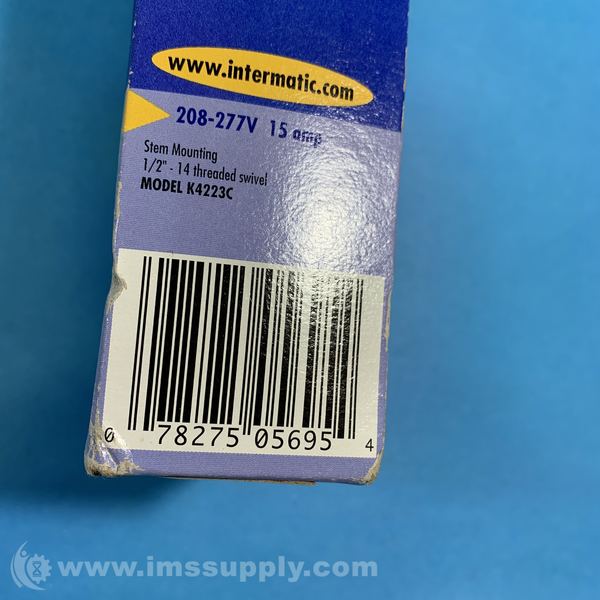 www.intermatic.com
208-277V 15 amp
Stem Mounting
1/2" - 14 threaded swivel
MODEL K4223C
0 78275 05695 4
www.imssupply.com